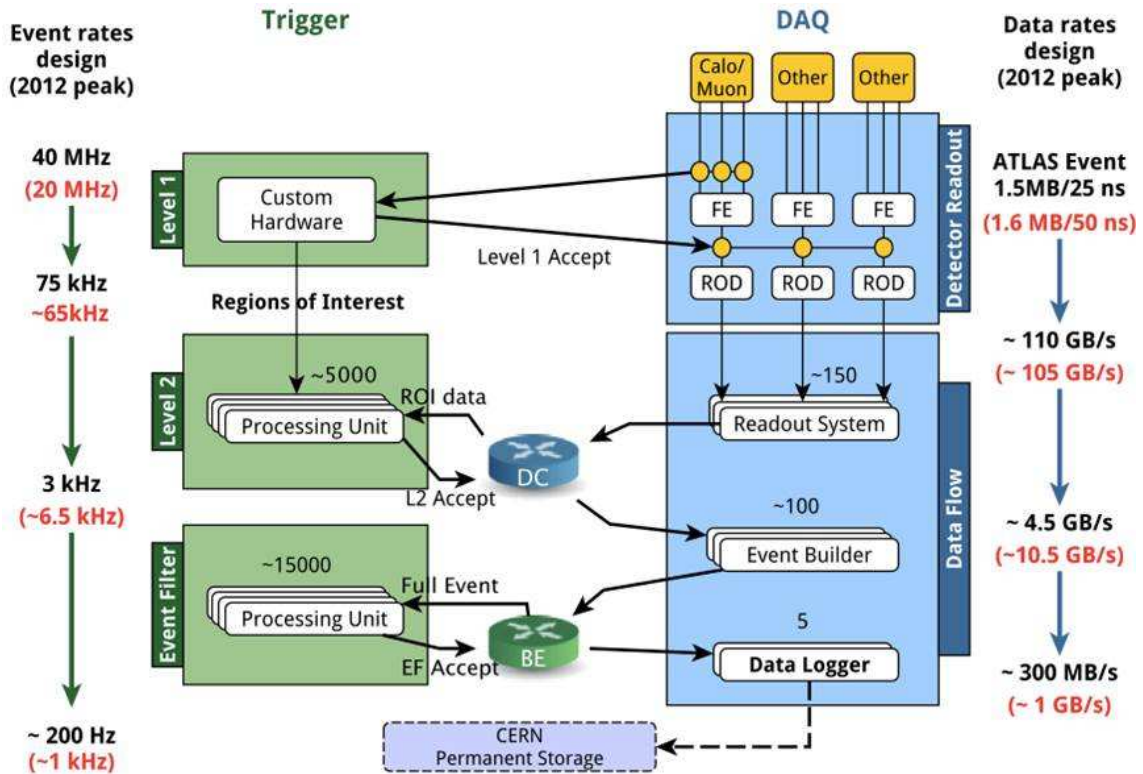 Trigger
DAQ
Event rates
design
(2012 peak)
Data rates
design
(2012 peak)
Calo/
Muon
Other
Other
40 MHz
(20 MHz)
75 kHz
~65kHz
3 kHz
(~6.5 kHz)
~ 200 Hz
(~1 kHz)
Level 1
Custom
Hardware
Level 1 Accept
Regions of Interest
FE
FE
FE
ROD
ROD
ROD
Detector Readout
ATLAS Event
1.5MB/25 ns
(1.6 MB/50 ns)
~ 110 GB/s
(~ 105 GB/s)
~ 4.5 GB/s
(~10.5 GB/s)
~ 300 MB/s
(~ 1 GB/s)
Level 2
~5000
Processing Unit
ROI data
L2 Accept
DC
~150
Readout System
~100
Event Builder
Data Flow
Event Filter
~15000
Processing Unit
Full Event
EF Accept
BE
5
Data Logger
CERN
Permanent Storage